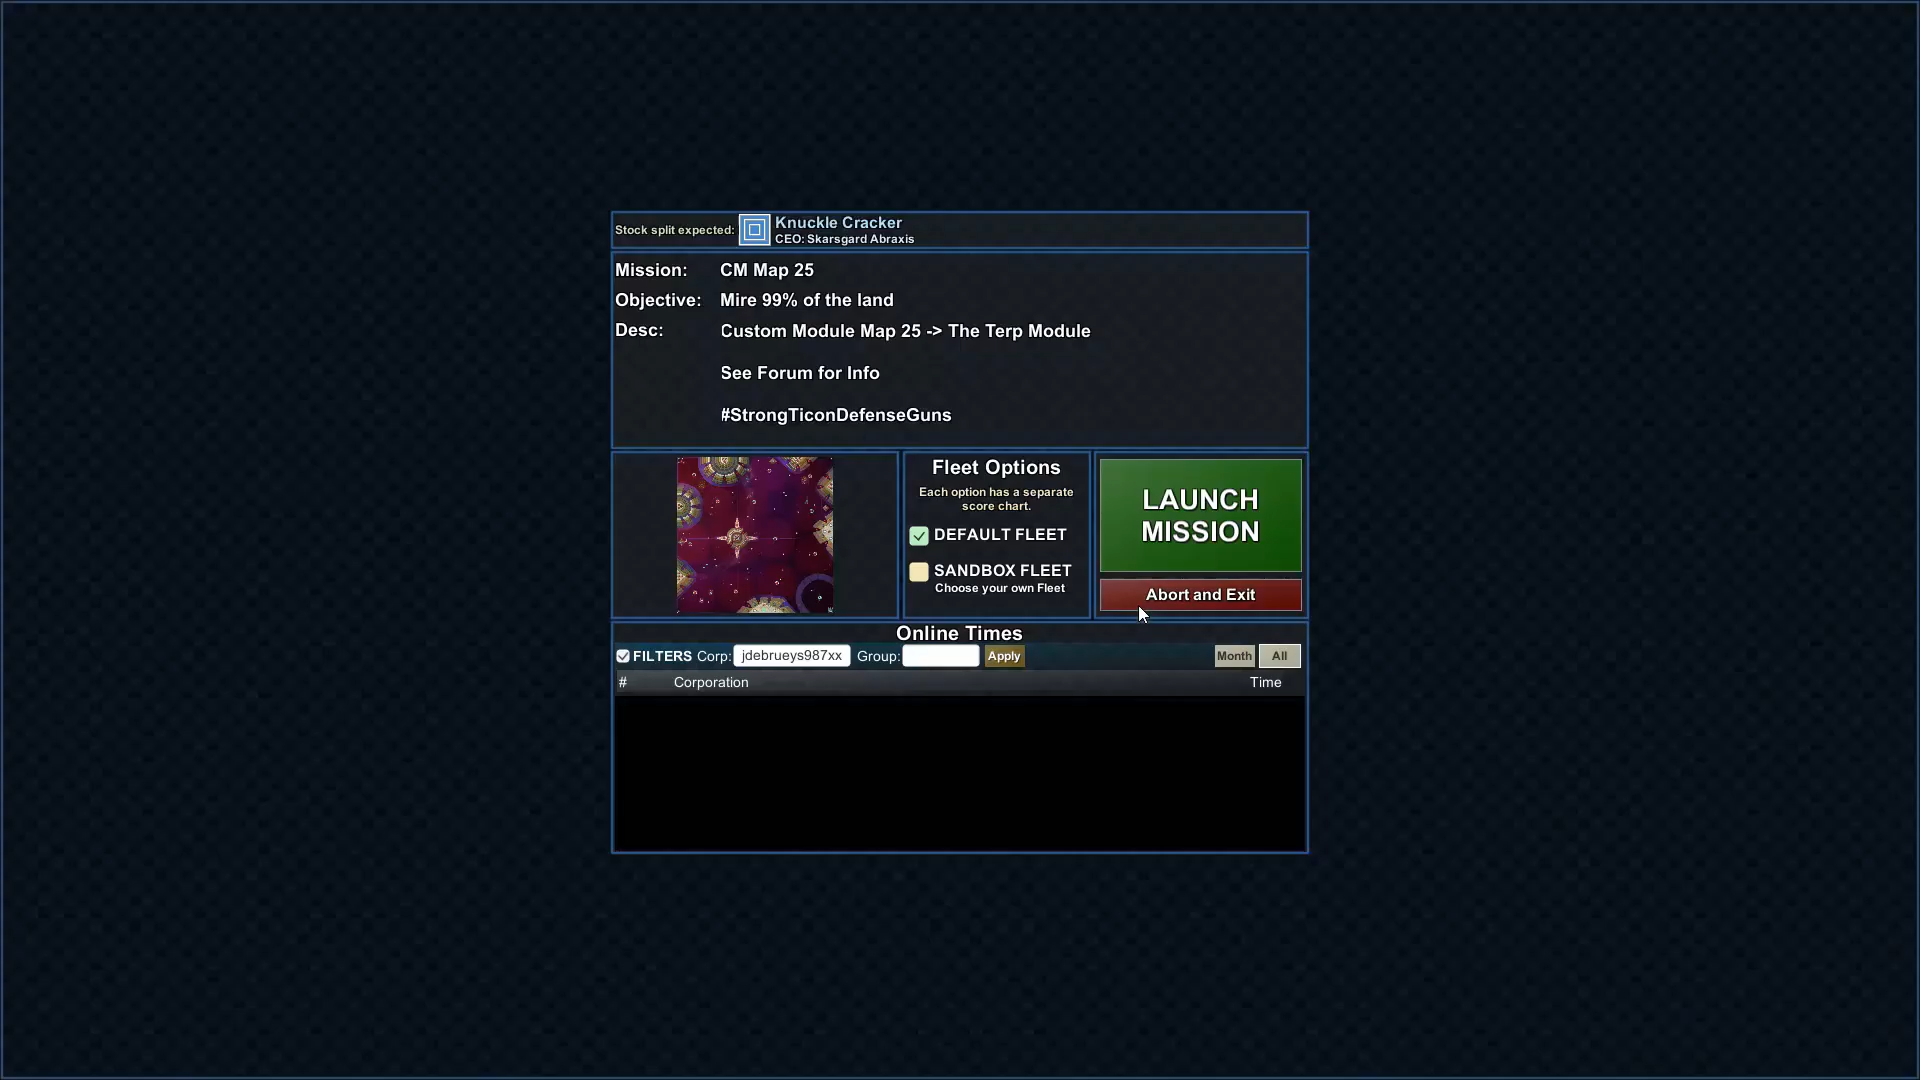 Stock split expected:
Knuckle Cracker
CEO: Skarsgard Abraxis
Mission: CM Map 25
Objective: Mire 99% of the land
Desc: Custom Module Map 25 -> The Terp Module
See Forum for Info
#StrongTiconDefenseGuns
Fleet Options
Each option has a separate
score chart.
DEFAULT FLEET
SANDBOX FLEET
Choose your own Fleet
LAUNCH
MISSION
Abort and Exit
Online Times
FILTERS Corp: jdebrueys987xx Group: Apply Month All
# Corporation Time